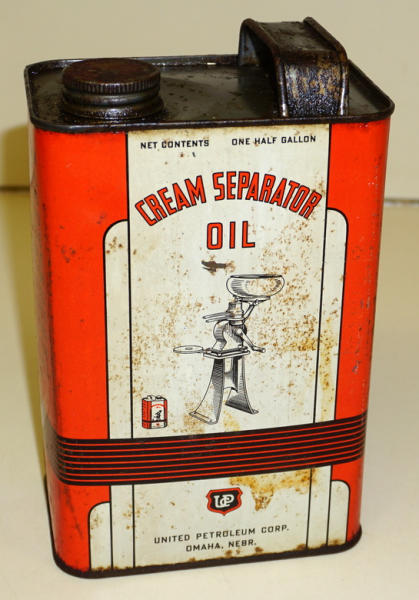 NET CONTENTS ONE HALF GALLON
CREAM SEPARATOR
OIL
UP
UNITED PETROLEUM CORP.
OMAHA, NEBR.